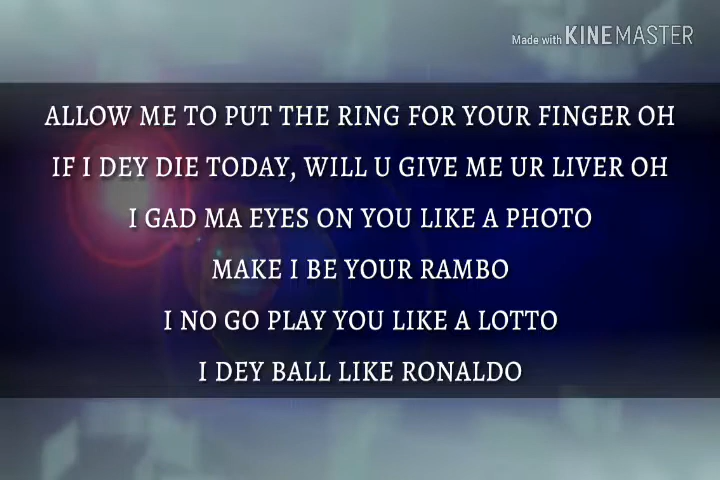 Made with KINEMASTER
ALLOW ME TO PUT THE RING FOR YOUR FINGER OH
IF I DEY DIE TODAY, WILL U GIVE ME UR LIVER OH
I GAD MA EYES ON YOU LIKE A PHOTO
MAKE I BE YOUR RAMBO
I NO GO PLAY YOU LIKE A LOTTO
I DEY BALL LIKE RONALDO